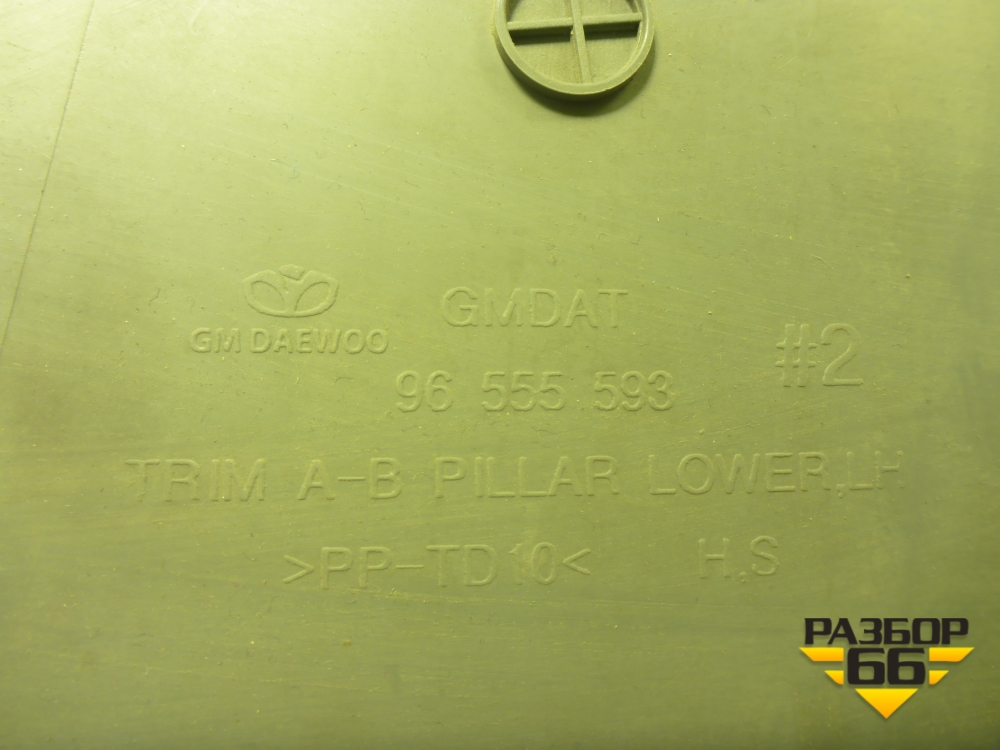 GM DAEWOO
GMDAT
#2
96 555 593
TRIM A-B PILLAR LOWER,LH
>PP-TD10<
H,S
РАЗБОР
66